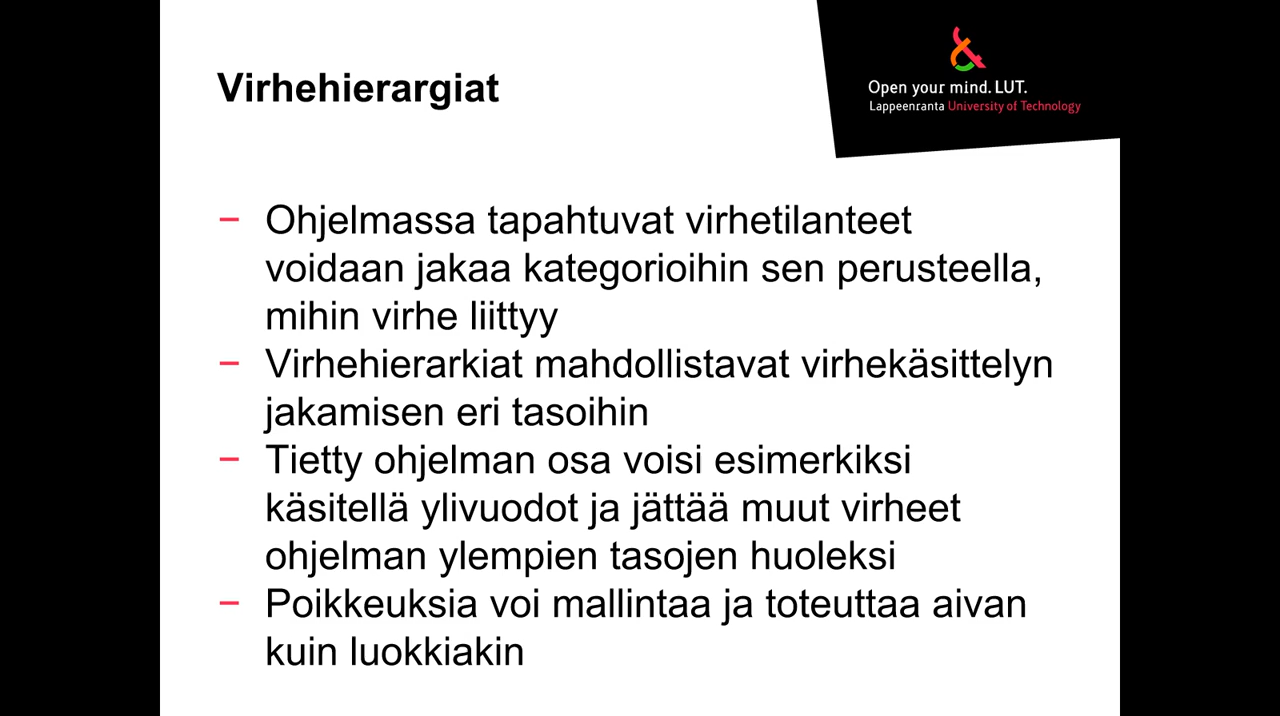 Virhehierargiat
Open your mind. LUT.
Lappeenranta University of Technology
– Ohjelmassa tapahtuvat virhetilanteet
voidaan jakaa kategorioihin sen perusteella,
mihin virhe liittyy
– Virhehierarkiat mahdollistavat virhekäsittelyn
jakamisen eri tasoihin
– Tietty ohjelman osa voisi esimerkiksi
käsitellä ylivuodot ja jättää muut virheet
ohjelman ylempien tasojen huoleksi
– Poikkeuksia voi mallintaa ja toteuttaa aivan
kuin luokkiakin